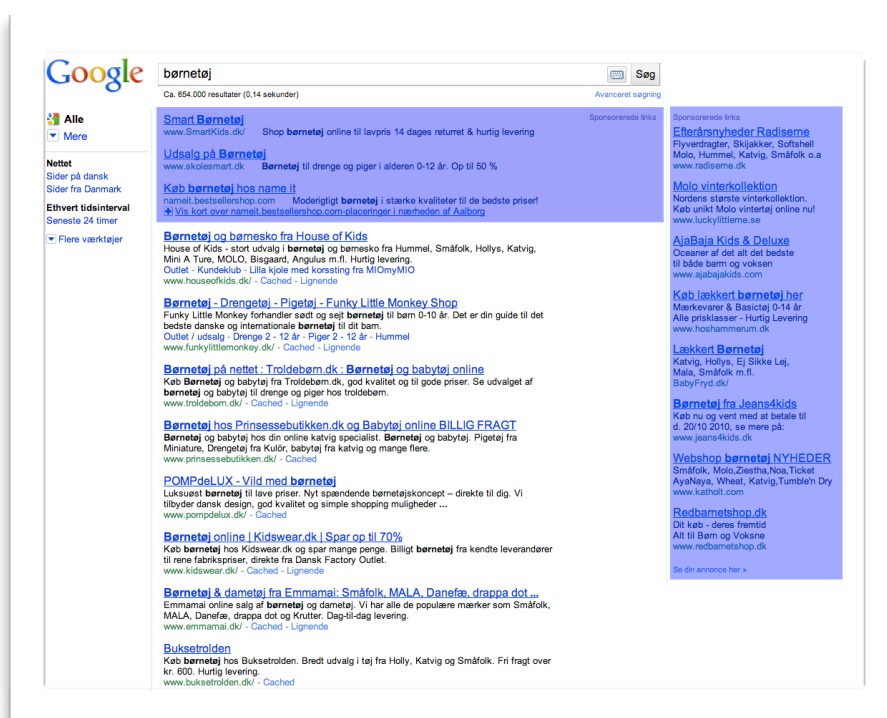 Google
børnetøj
Søg
Ca. 654.000 resultater (0,14 sekunder)
Avanceret søgning
Alle
Mere
Nettet
Sider på dansk
Sider fra Danmark
Ethvert tidsinterval
Seneste 24 timer
Flere værktøjer
Sponsorerede links
Smart Børnetøj
www.SmartKids.dk/ Shop børnetøj online til lavpris 14 dages returret & hurtig levering
Udsalg på Børnetøj
www.skolesmart.dk Børnetøj til drenge og piger i alderen 0-12 år. Op til 50 %
Køb børnetøj hos name it
nameit.bestsellershop.com Moderigtigt børnetøj i stærke kvaliteter til de bedste priser!
Vis kort over nameit.bestsellershop.com-placeringer i nærheden af Aalborg
Børnetøj og børnesko fra House of Kids
House of Kids - stort udvalg i børnetøj og børnesko fra Hummel, Småfolk, Hollys, Katvig,
Mini A Ture, MOLO, Bisgaard, Angulus m.fl. Hurtig levering.
Outlet - Kundeklub - Lilla kjole med korssting fra MIOmyMIO
www.houseofkids.dk/ - Cached - Lignende
Børnetøj - Drengetøj - Pigetøj - Funky Little Monkey Shop
Funky Little Monkey forhandler sødt og sejt børnetøj til børn 0-10 år. Det er din guide til det
bedste danske og internationale børnetøj til dit barn.
Outlet / udsalg - Drenge 2 - 12 år - Piger 2 - 12 år - Hummel
www.funkylittlemonkey.dk/ - Cached - Lignende
Børnetøj på nettet : Troldebørn.dk : Børnetøj og babytøj online
Køb Børnetøj og babytøj fra Troldebørn.dk, god kvalitet og til gode priser. Se udvalget af
børnetøj og babytøj til drenge og piger hos troldebørn.
www.troldeborn.dk/ - Cached - Lignende
Børnetøj hos Prinsessebutikken.dk og Babytøj online BILLIG FRAGT
Børnetøj og babytøj hos din online katvig specialist. Børnetøj og babytøj. Pigetøj fra
Miniature, Drengetøj fra Kulör, babytøj fra katvig og mange flere.
www.prinsessebutikken.dk/ - Cached
POMPdeLUX - Vild med børnetøj
Luksuøst børnetøj til lave priser. Nyt spændende børnetøjskoncept – direkte til dig. Vi
tilbyder dansk design, god kvalitet og simple shopping muligheder ...
www.pompdelux.dk/ - Cached
Børnetøj online | Kidswear.dk | Spar op til 70%
Køb børnetøj hos Kidswear.dk og spar mange penge. Billigt børnetøj fra kendte leverandører
til rene fabrikspriser, direkte fra Dansk Factory Outlet.
www.kidswear.dk/ - Cached - Lignende
Børnetøj & dametøj fra Emmamai: Småfolk, MALA, Danefæ, drappa dot ...
Emmamai online salg af børnetøj og dametøj. Vi har alle de populære mærker som Småfolk,
MALA, Danefæ, drappa dot og Krutter. Dag-til-dag levering.
www.emmamai.dk/ - Cached - Lignende
Buksetrolden
Køb børnetøj hos Buksetrolden. Bredt udvalg i tøj fra Holly, Katvig og Småfolk. Fri fragt over
kr. 600. Hurtig levering.
www.buksetrolden.dk/ - Cached
Sponsorerede links
Efterårsnyheder Radiserne
Flyverdragter, Skijakker, Softshell
Molo, Hummel, Katvig, Småfolk o.a
www.radiserne.dk
Molo vinterkollektion
Nordens største vinterkollektion.
Køb unikt Molo vintertøj online nu!
www.luckylittleme.se
AjaBaja Kids & Deluxe
Oceaner af det alt det bedste
til både barm og voksen
www.ajabajakids.com
Køb lækkert børnetøj her
Mærkevarer & Basictøj 0-14 år
Alle prisklasser - Hurtig Levering
www.hoshammerum.dk
Lækkert Børnetøj
Katvig, Hollys, Ej Sikke Lej,
Mala, Småfolk m.fl.
BabyFryd.dk/
Børnetøj fra Jeans4kids
Køb nu og vent med at betale til
d. 20/10 2010, se mere på:
www.jeans4kids.dk
Webshop børnetøj NYHEDER
Småfolk, Molo,Ziestha,Noa,Ticket
AyaNaya, Wheat, Katvig,Tumble'n Dry
www.katholt.com
Redbarnetshop.dk
Dit køb - deres fremtid
Alt til Børn og Voksne
www.redbarnetshop.dk
Se din annonce her »